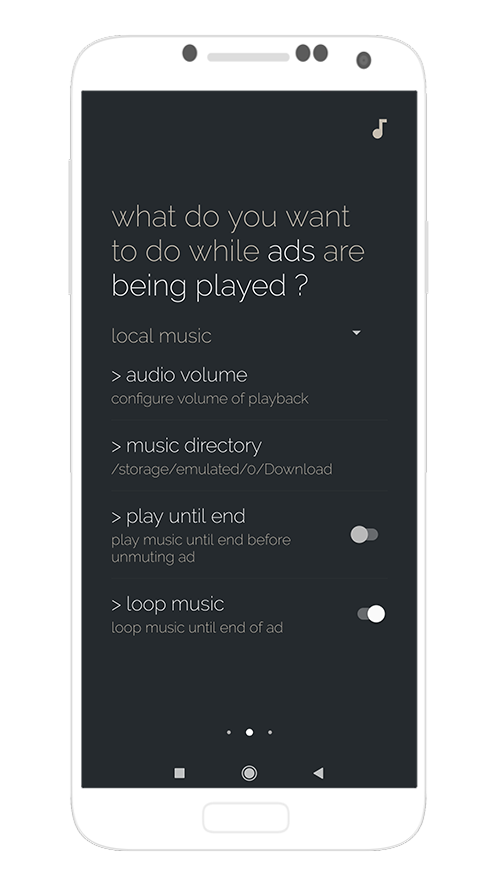 what do you want
to do while ads are
being played ?
local music
> audio volume
configure volume of playback
> music directory
/storage/emulated/0/Download
> play until end
play music until end before
unmuting ad
> loop music
loop music until end of ad